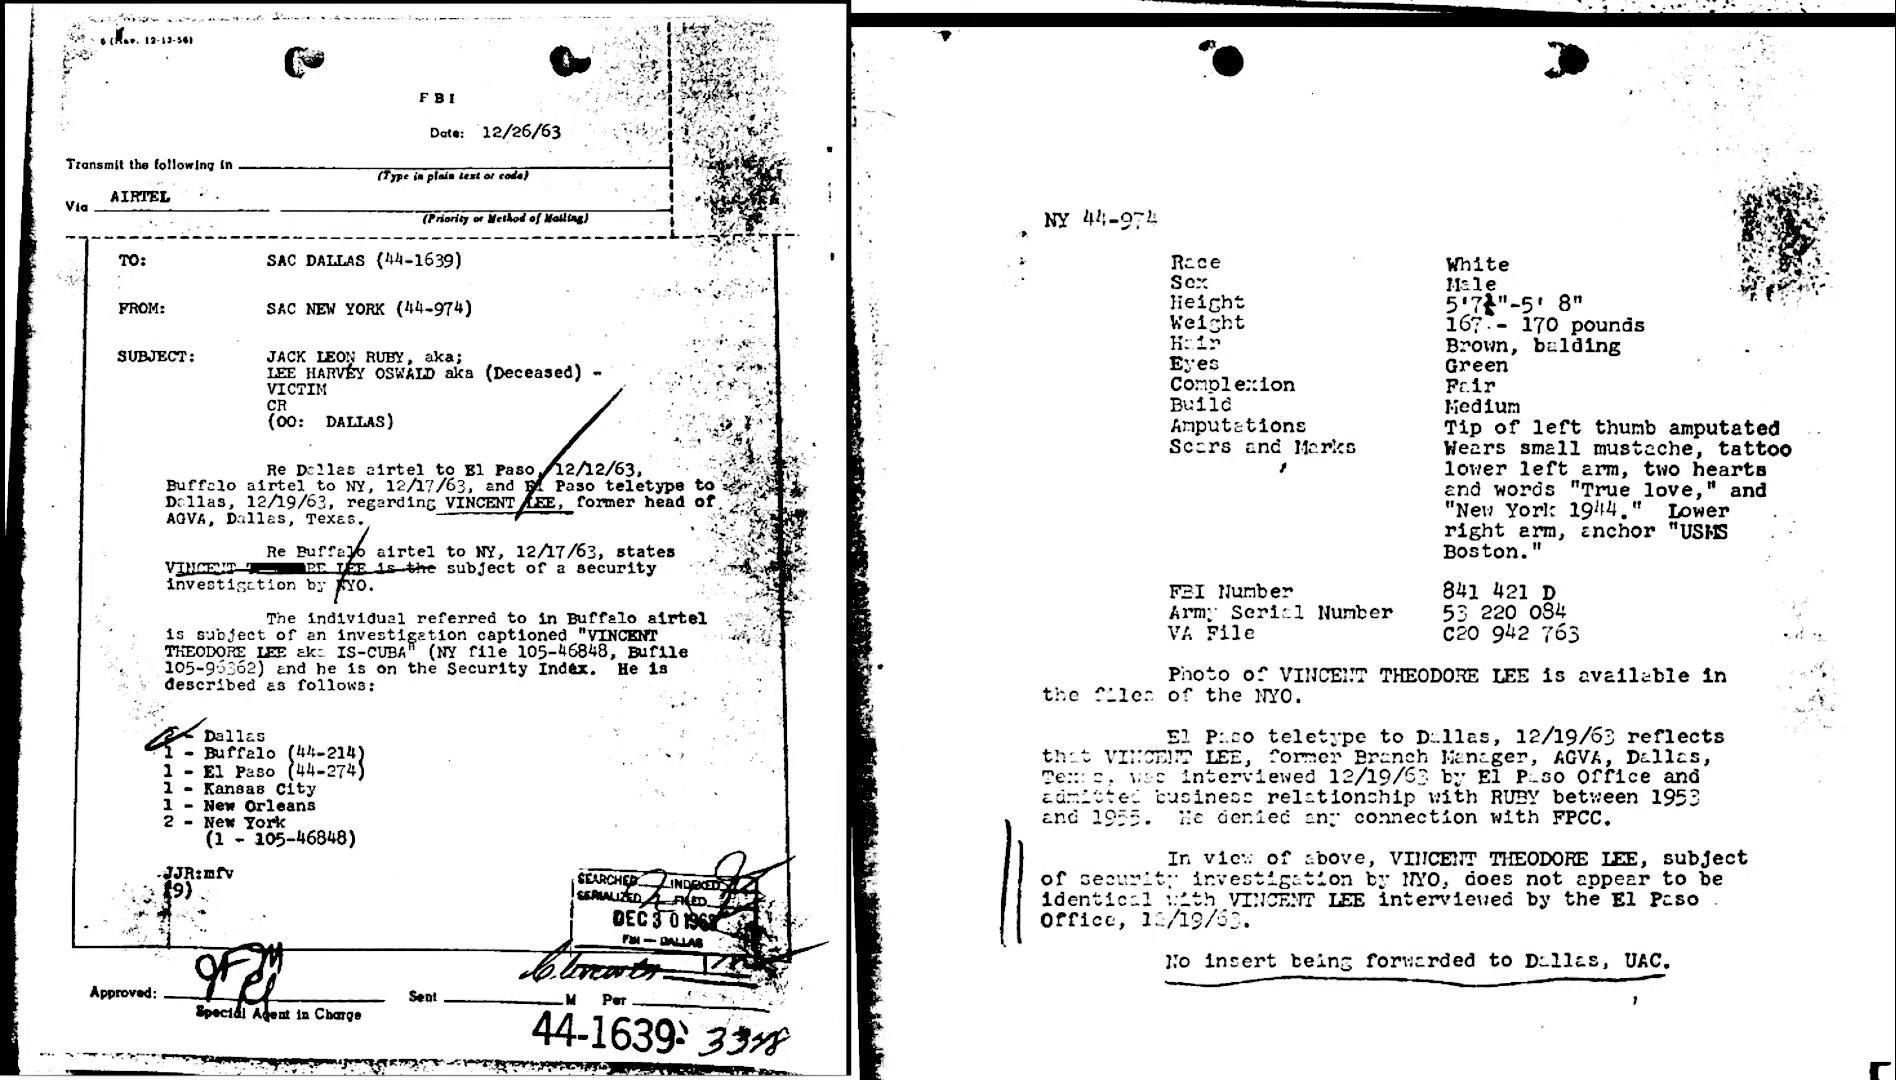 6 (Rev. 12-13-56)
FBI
Date: 12/26/63
Transmit the following in
(Type in plain text or code)
Via AIRTEL
(Priority or Method of Mailing)
TO: SAC DALLAS (44-1639)
FROM: SAC NEW YORK (44-974)
SUBJECT: JACK LEON RUBY, aka;
LEE HARVEY OSWALD aka (Deceased) -
VICTIM
CR
(OO: DALLAS)
Re Dallas airtel to El Paso, 12/12/63,
Buffalo airtel to NY, 12/17/63, and El Paso teletype to
Dallas, 12/19/63, regarding VINCENT LEE, former head of
AGVA, Dallas, Texas.
Re Buffalo airtel to NY, 12/17/63, states
VINCENT LEE is the subject of a security
investigation by NYO.
The individual referred to in Buffalo airtel
is subject of an investigation captioned "VINCENT
THEODORE LEE aka IS-CUBA" (NY file 105-46848, Bufile
and he is on the Security Index. He is
described as follows:
- Dallas
1 - Buffalo (44-214)
1 - El Paso (44-274)
1 - Kansas City
1 - New Orleans
2 - New York
(1 - 105-46848)
JJR:mfv
(9)
SEARCHED INDEXED
SERIALIZED FILED
DEC 30 1963
FBI — DALLAS
Approved: Sent M Per
Special Agent in Charge
44-1639- 3348
NY 44-974
Race White
Sex Male
Height 5'7½"-5' 8"
Weight 167 - 170 pounds
Hair Brown, balding
Eyes Green
Complexion Fair
Build Medium
Amputations Tip of left thumb amputated
Scars and Marks Wears small mustache, tattoo
lower left arm, two hearts
and words "True love," and
"New York 1944." Lower
right arm, anchor "USMS
Boston."
FBI Number 841 421 D
Army Serial Number 53 220 084
VA File C20 942 763
Photo of VINCENT THEODORE LEE is available in
the files of the NYO.
El Paso teletype to Dallas, 12/19/63 reflects
that VINCENT LEE, former Branch Manager, AGVA, Dallas,
Texas, was interviewed 12/19/63 by El Paso Office and
admitted business relationship with RUBY between 1953
and 1955. He denied any connection with FPCC.
In view of above, VINCENT THEODORE LEE, subject
of security investigation by NYO, does not appear to be
identical with VINCENT LEE interviewed by the El Paso
Office, 12/19/63.
No insert being forwarded to Dallas, UAC.